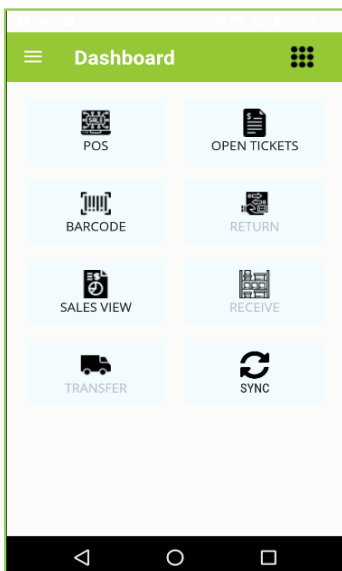 Dashboard
POS
OPEN TICKETS
BARCODE
RETURN
SALES VIEW
RECEIVE
TRANSFER
SYNC